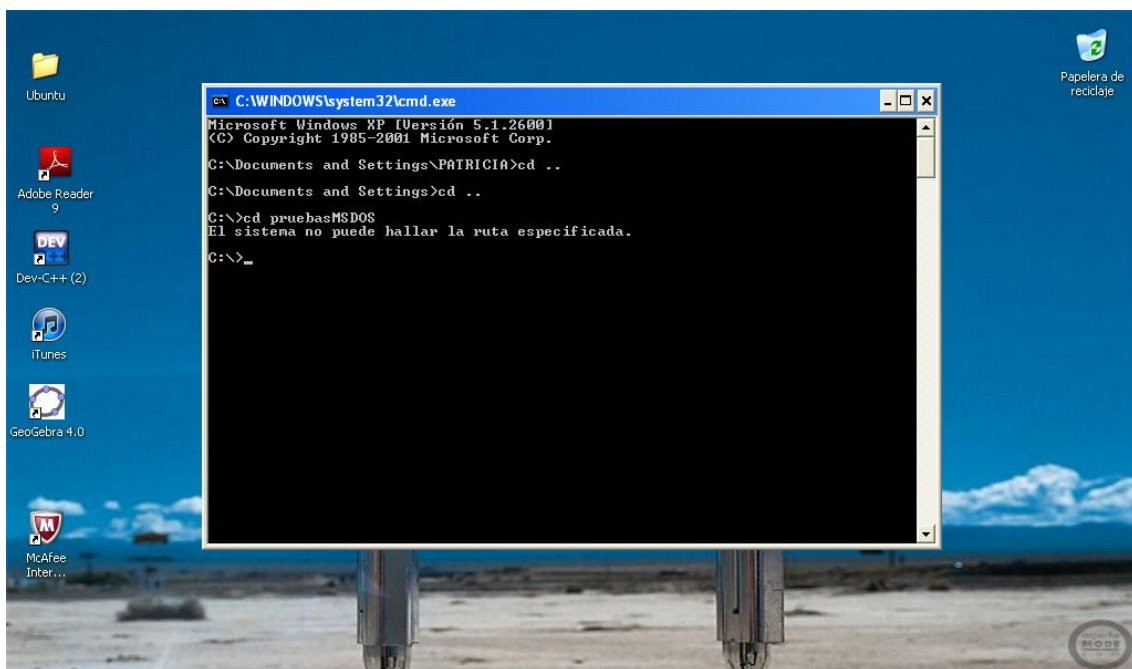 Ubuntu
Adobe Reader
9
DEV
Dev-C++ (2)
iTunes
GeoGebra 4.0
McAfee
Inter...
C:\WINDOWS\system32\cmd.exe
Microsoft Windows XP [Versión 5.1.2600]
(C) Copyright 1985-2001 Microsoft Corp.
C:\Documents and Settings\PATRICIA>cd ..
C:\Documents and Settings>cd ..
C:\>cd pruebasMSDOS
El sistema no puede hallar la ruta especificada.
C:\>_
Papelera de
reciclaje
MODE